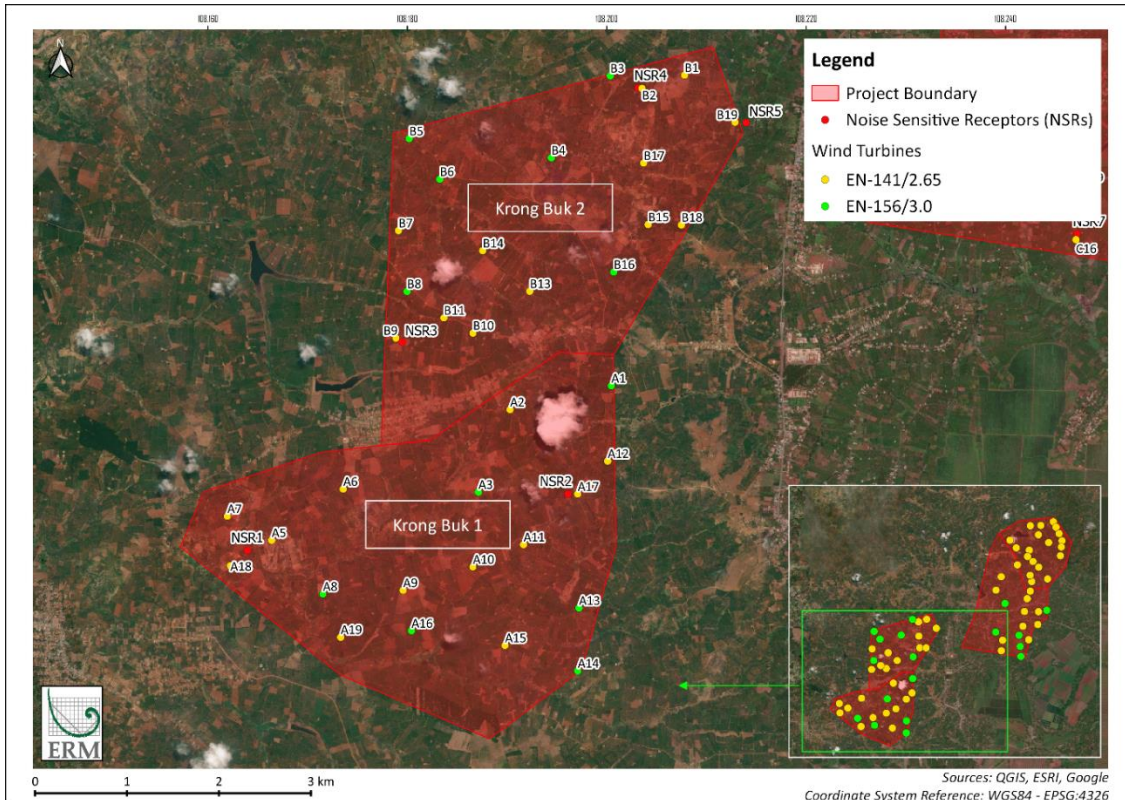 108.160 108.180 108.200 108.220 108.240
N
Legend
Project Boundary
Noise Sensitive Receptors (NSRs)
Wind Turbines
EN-141/2.65
EN-156/3.0
B3
NSR4
B1
B2
B19
NSR5
B5
B4
B17
B6
Krong Buk 2
B7
B15
B18
NSR7
C16
B14
B16
B8
B13
B11
B10
B9
NSR3
A1
A2
A12
A6
A3
NSR2
A17
A7
Krong Buk 1
A5
NSR1
A11
A18
A10
A8
A9
A13
A19
A16
A15
A14
ERM
0 1 2 3 km
Sources: QGIS, ESRI, Google
Coordinate System Reference: WGS84 - EPSG:4326